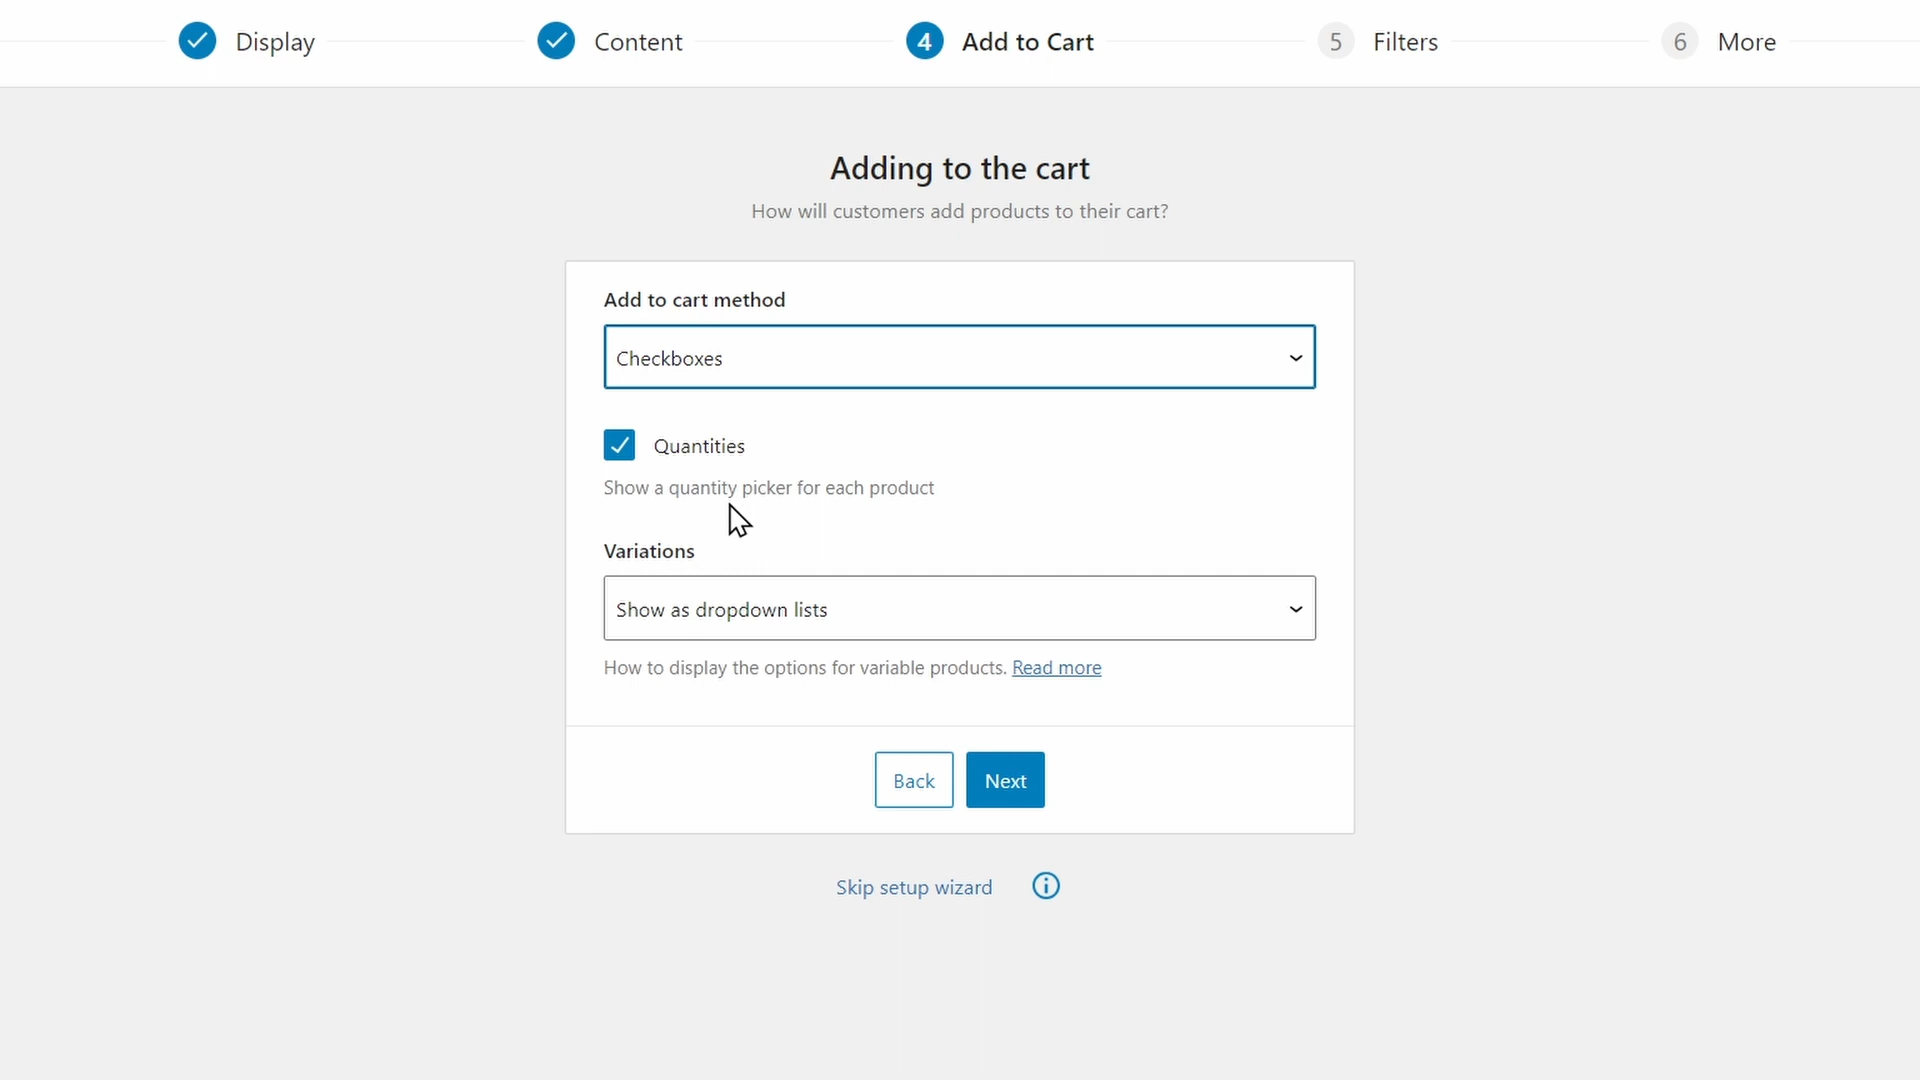 Display Content 4 Add to Cart 5 Filters 6 More
Adding to the cart
How will customers add products to their cart?
Add to cart method
Checkboxes
Quantities
Show a quantity picker for each product
Variations
Show as dropdown lists
How to display the options for variable products. Read more
Back Next
Skip setup wizard